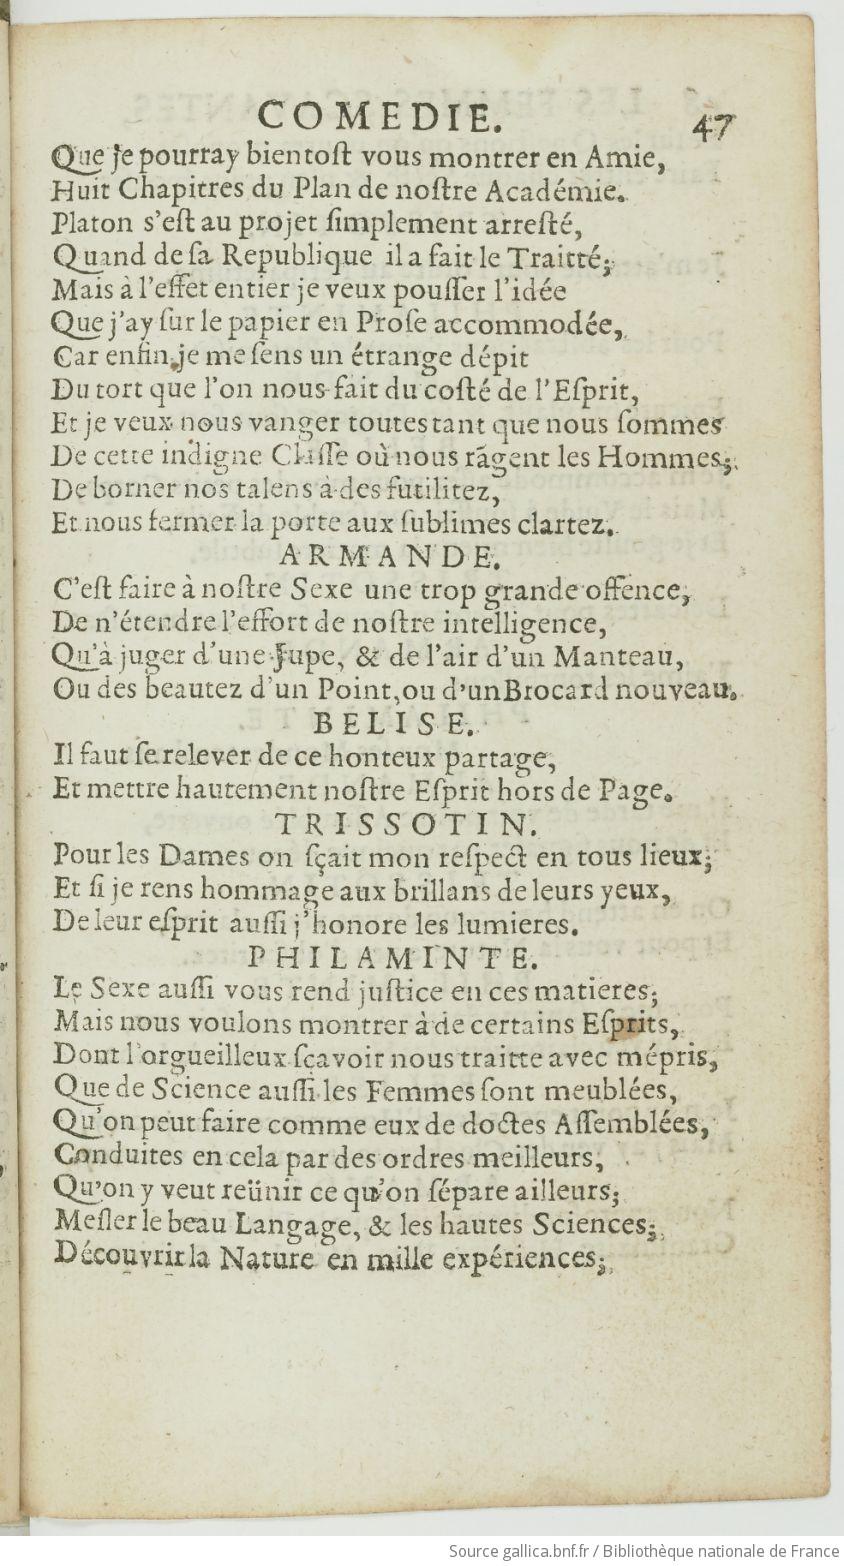 COMEDIE. 47
Que je pourray bientoſt vous montrer en Amie,
Huit Chapitres du Plan de noſtre Académie.
Platon s'eſt au projet ſimplement arreſté,
Quand de ſa Republique il a fait le Traitté;
Mais à l'effet entier je veux pouſſer l'idée
Que j'ay ſur le papier en Proſe accommodée,
Car enfin je me ſens un étrange dépit
Du tort que l'on nous fait du coſté de l'Eſprit,
Et je veux nous vanger toutes tant que nous ſommes
De cette indigne Claſſe où nous rāgent les Hommes;
De borner nos talens à des futilitez,
Et nous fermer la porte aux ſublimes clartez.
ARMANDE.
C'eſt faire à noſtre Sexe une trop grande offence,
De n'étendre l'effort de noſtre intelligence,
Qu'à juger d'une Jupe, & de l'air d'un Manteau,
Ou des beautez d'un Point, ou d'un Brocard nouveau.
BELISE.
Il faut ſe relever de ce honteux partage,
Et mettre hautement noſtre Eſprit hors de Page.
TRISSOTIN.
Pour les Dames on ſçait mon reſpect en tous lieux;
Et ſi je rens hommage aux brillans de leurs yeux,
De leur eſprit auſſi j'honore les lumieres.
PHILAMINTE.
Le Sexe auſſi vous rend juſtice en ces matieres;
Mais nous voulons montrer à de certains Eſprits,
Dont l'orgueilleux ſçavoir nous traitte avec mépris,
Que de Science auſſi les Femmes ſont meublées,
Qu'on peut faire comme eux de doctes Aſſemblées,
Conduites en cela par des ordres meilleurs,
Qu'on y veut reünir ce qu'on ſépare ailleurs;
Meſler le beau Langage, & les hautes Sciences;
Découvrir la Nature en mille expériences;
Source gallica.bnf.fr / Bibliothèque nationale de France